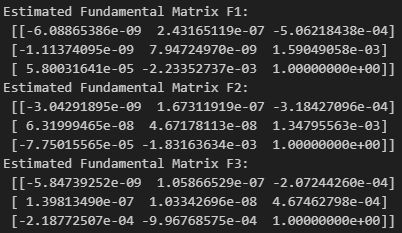 Estimated Fundamental Matrix F1:
[[-6.08865386e-09 2.43165119e-07 -5.06218438e-04]
[-1.11374095e-09 7.94724970e-09 1.59049058e-03]
[ 5.80031641e-05 -2.23352737e-03 1.00000000e+00]]
Estimated Fundamental Matrix F2:
[[-3.04291895e-09 1.67311919e-07 -3.18427096e-04]
[ 6.31999465e-08 4.67178113e-08 1.34795563e-03]
[-7.75015565e-05 -1.83163634e-03 1.00000000e+00]]
Estimated Fundamental Matrix F3:
[[-5.84739252e-09 1.05866529e-07 -2.07244260e-04]
[ 1.39813490e-07 1.03342696e-08 4.67462798e-04]
[-2.18772507e-04 -9.96768575e-04 1.00000000e+00]]